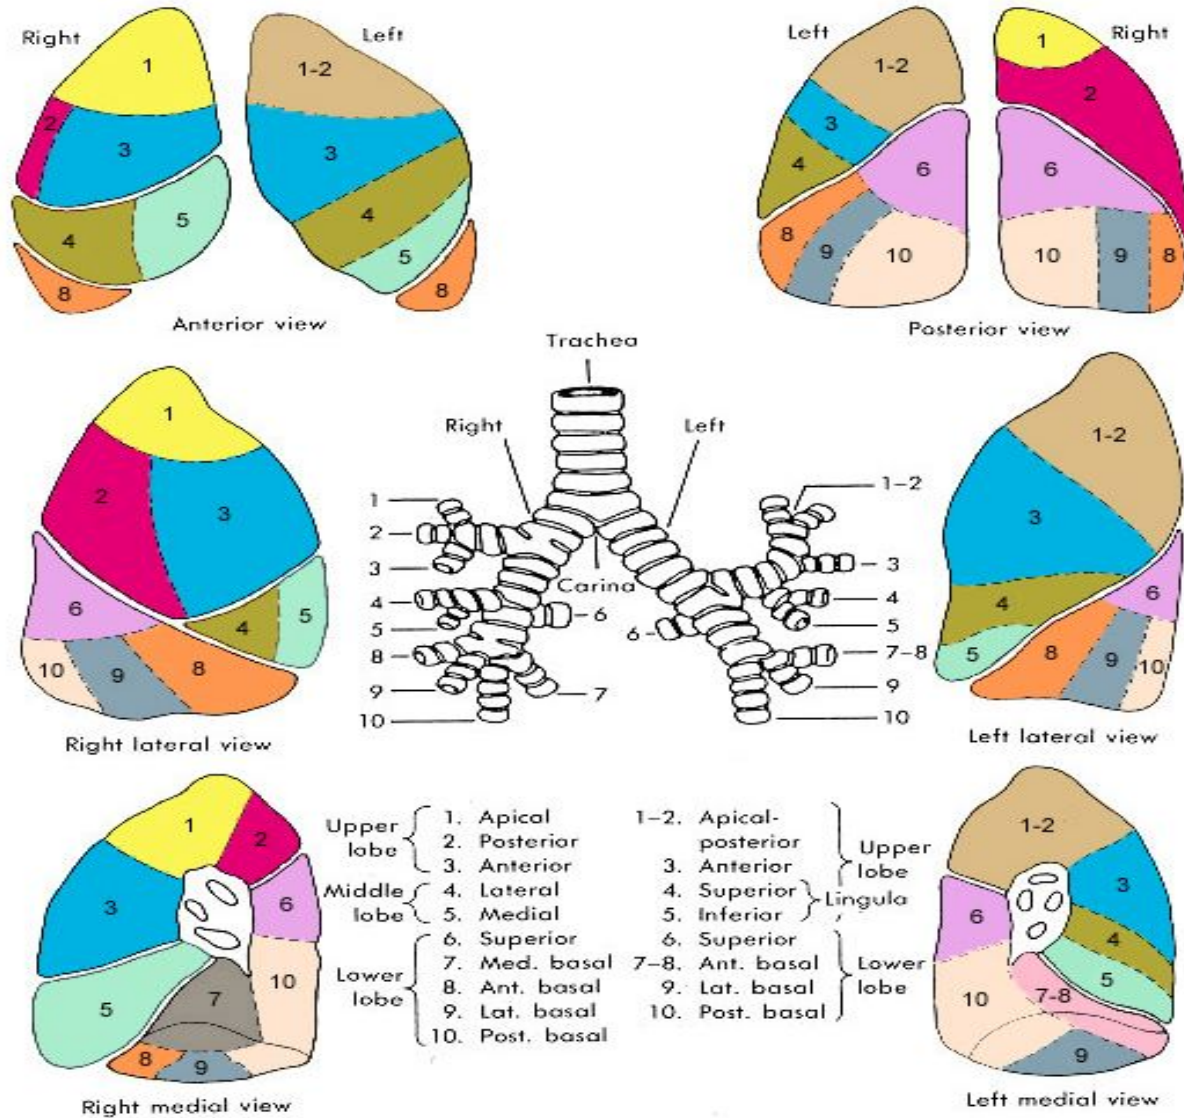 Right
Left
1
2
3
4
5
8
1-2
3
4
5
8
Anterior view
Left
Right
1-2
3
4
6
8
9
10
1
2
6
10
9
8
Posterior view
1
2
3
6
4
5
10
9
8
Right lateral view
Trachea
Right
Left
Carina
1
2
3
4
5
6
8
9
7
10
1–2
3
4
5
6
7–8
9
10
1-2
3
4
5
6
8
9
10
Left lateral view
1
2
3
6
5
7
10
8
9
Right medial view
Upper lobe
1. Apical
2. Posterior
3. Anterior
Middle lobe
4. Lateral
5. Medial
Lower lobe
6. Superior
7. Med. basal
8. Ant. basal
9. Lat. basal
10. Post. basal
1–2. Apical-
posterior
3. Anterior
Upper lobe
4. Superior
5. Inferior
Lingula
6. Superior
7–8. Ant. basal
9. Lat. basal
10. Post. basal
Lower lobe
1-2
3
6
4
5
10
7-8
9
Left medial view